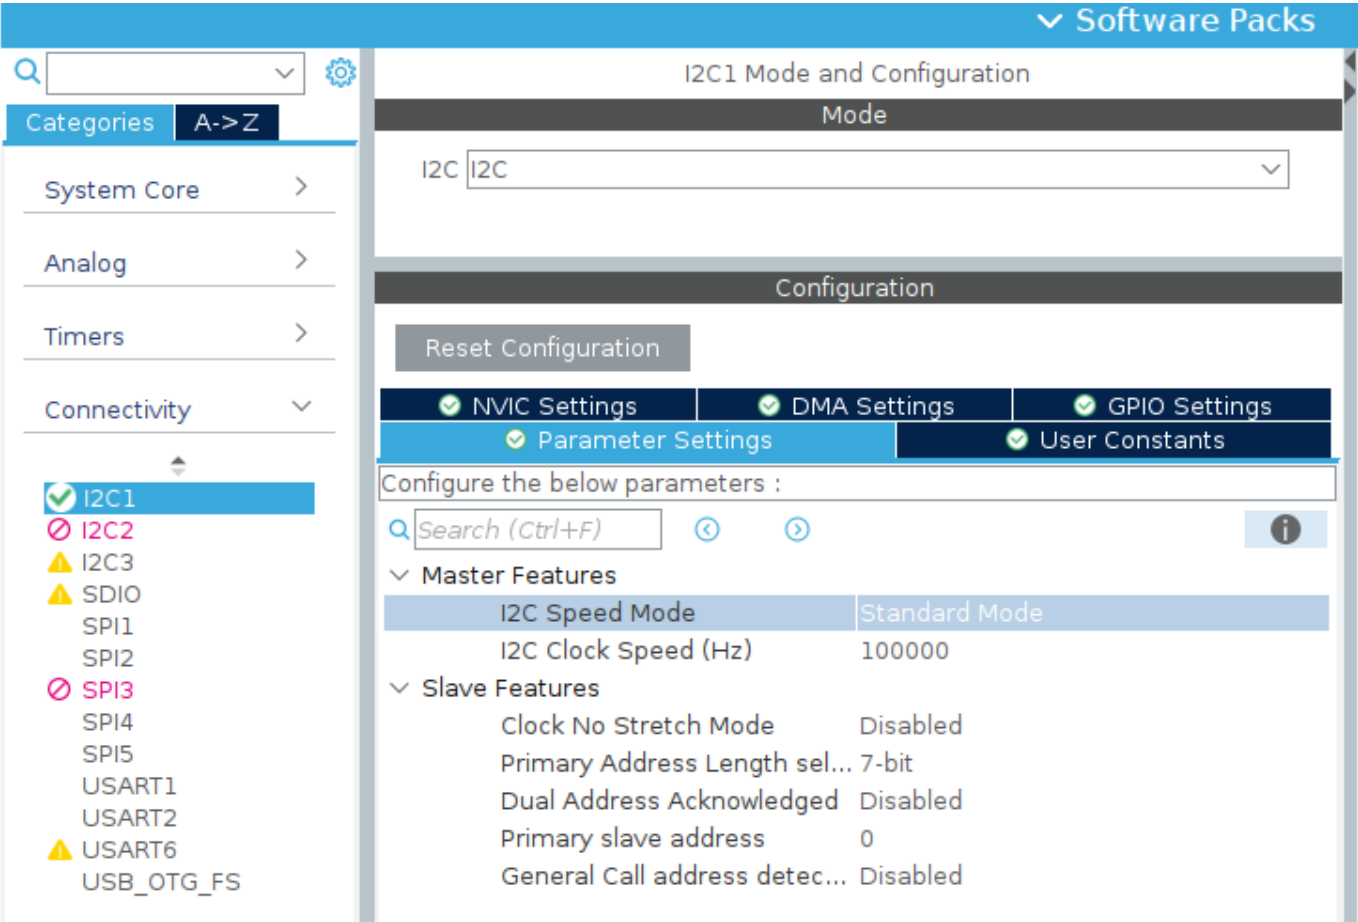 Software Packs
Categories
A->Z
System Core
Analog
Timers
Connectivity
I2C1
I2C2
I2C3
SDIO
SPI1
SPI2
SPI3
SPI4
SPI5
USART1
USART2
USART6
USB_OTG_FS
I2C1 Mode and Configuration
Mode
I2C I2C
Configuration
Reset Configuration
NVIC Settings DMA Settings GPIO Settings
Parameter Settings User Constants
Configure the below parameters :
Search (Ctrl+F)
Master Features
I2C Speed Mode Standard Mode
I2C Clock Speed (Hz) 100000
Slave Features
Clock No Stretch Mode Disabled
Primary Address Length sel... 7-bit
Dual Address Acknowledged Disabled
Primary slave address 0
General Call address detec... Disabled